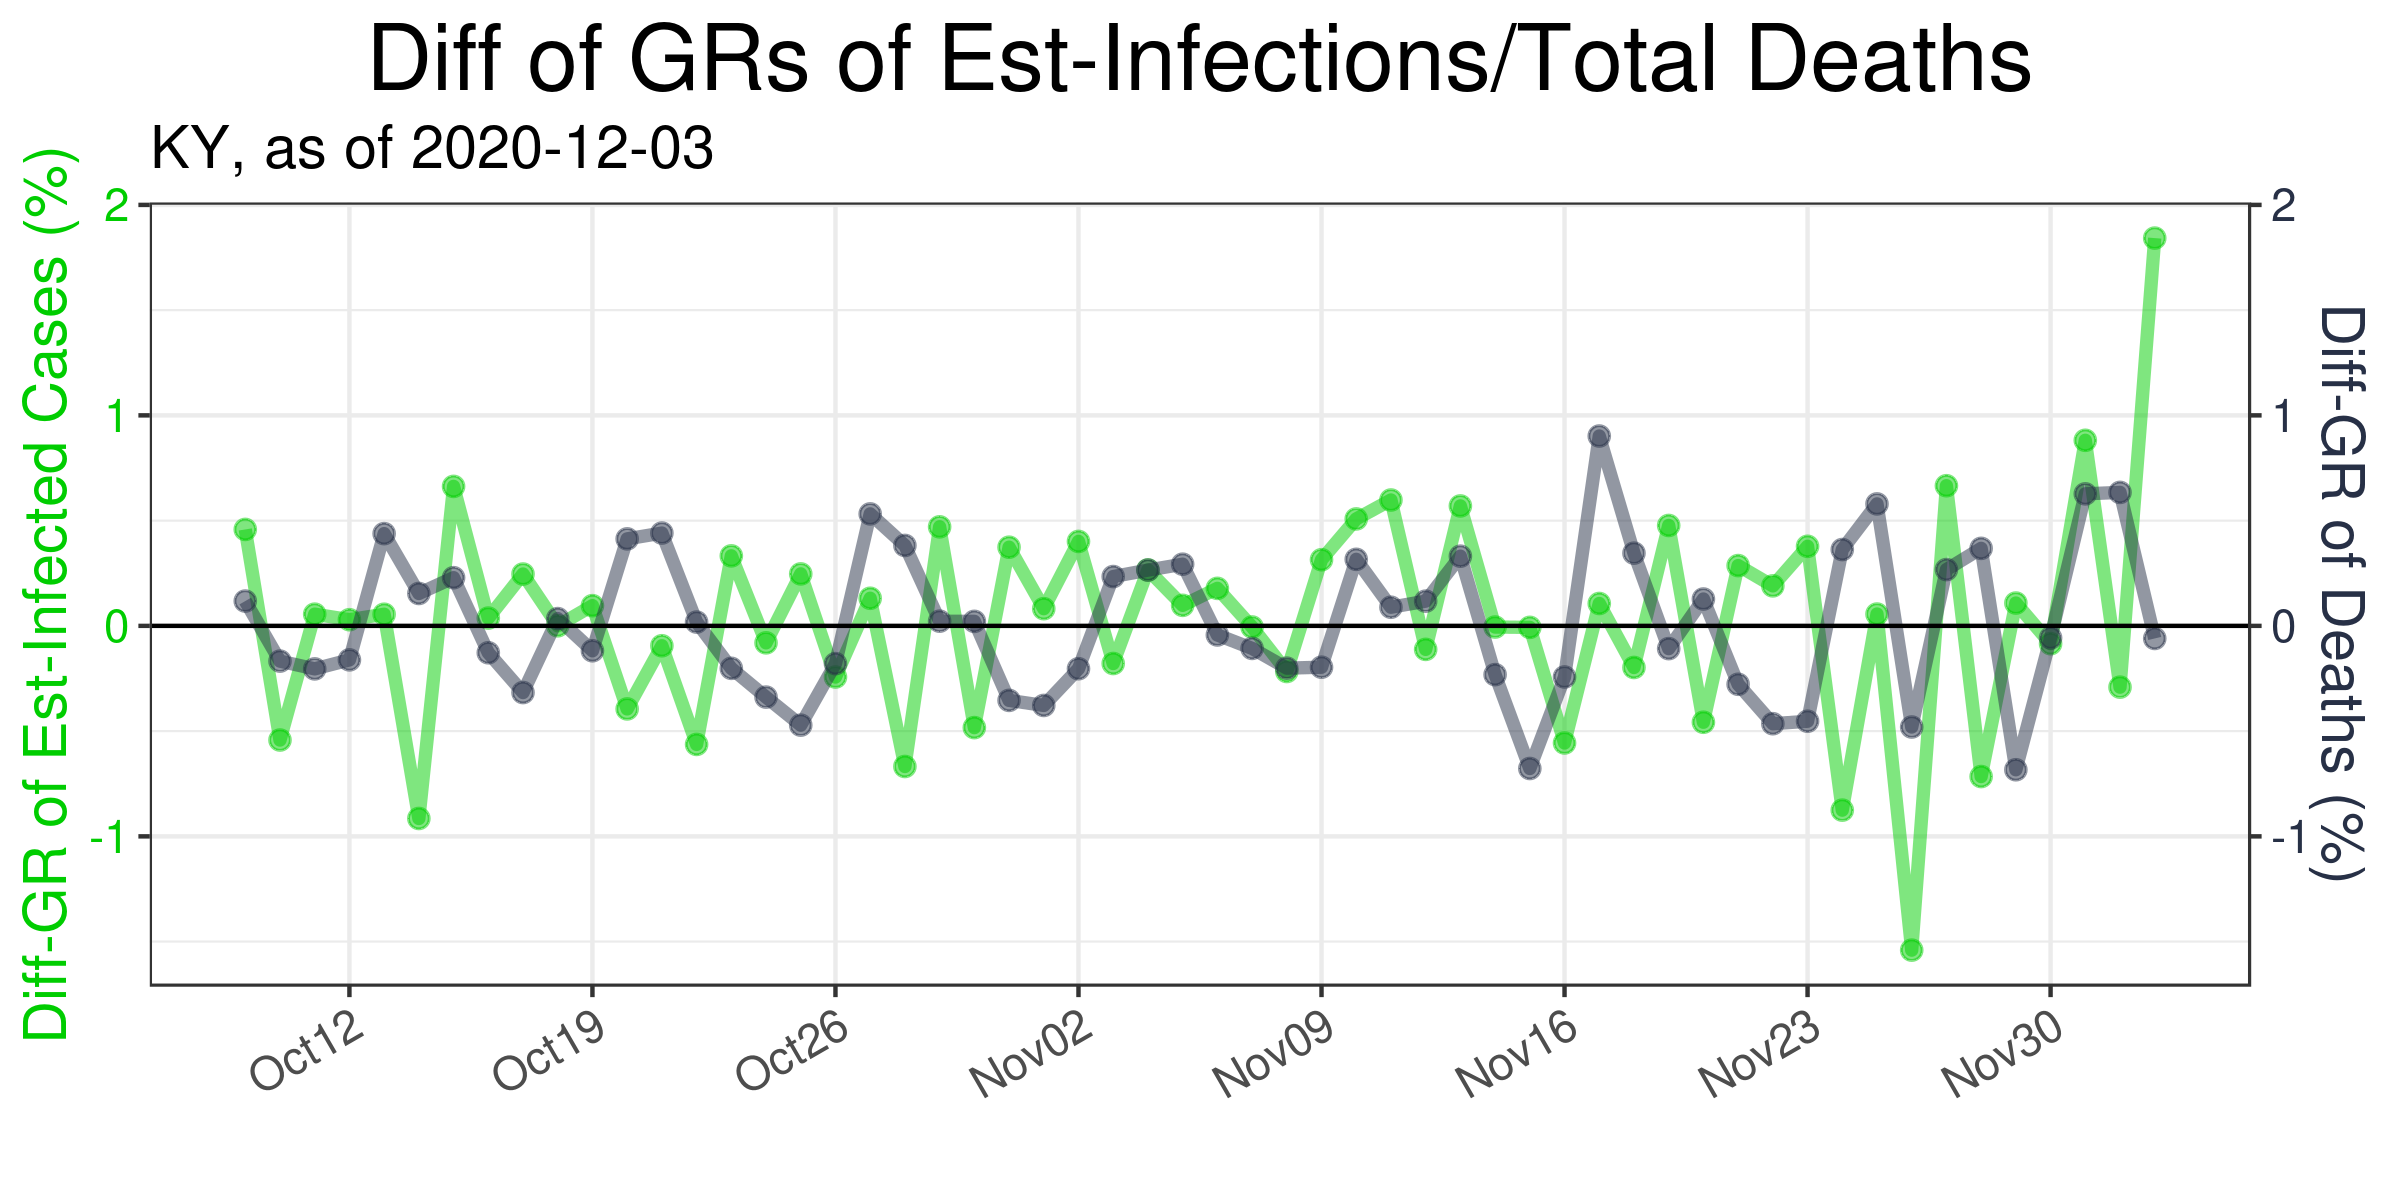 Diff of GRs of Est-Infections/Total Deaths
KY, as of 2020-12-03
Diff-GR of Est-Infected Cases (%)
2
1
0
-1
2
1
0
-1
Diff-GR of Deaths (%)
Oct12
Oct19
Oct26
Nov02
Nov09
Nov16
Nov23
Nov30